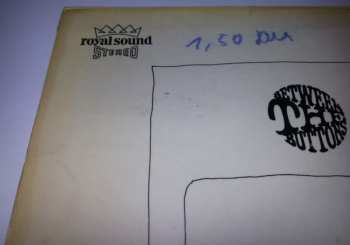 royal sound
STEREO
1,50 DM
BETWEEN
THE
BUTTONS